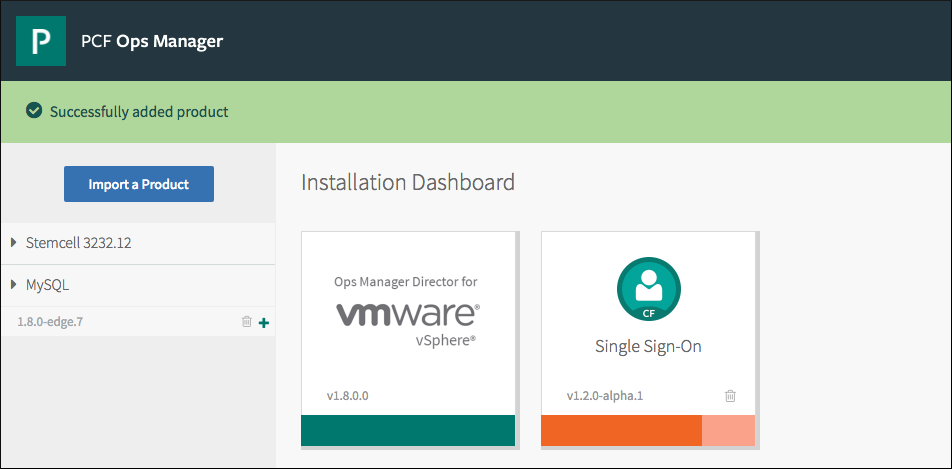 P
PCF Ops Manager
Successfully added product
Import a Product
Installation Dashboard
Stemcell 3232.12
MySQL
1.8.0-edge.7
Ops Manager Director for
vmware®
vSphere®
v1.8.0.0
CF
Single Sign-On
v1.2.0-alpha.1